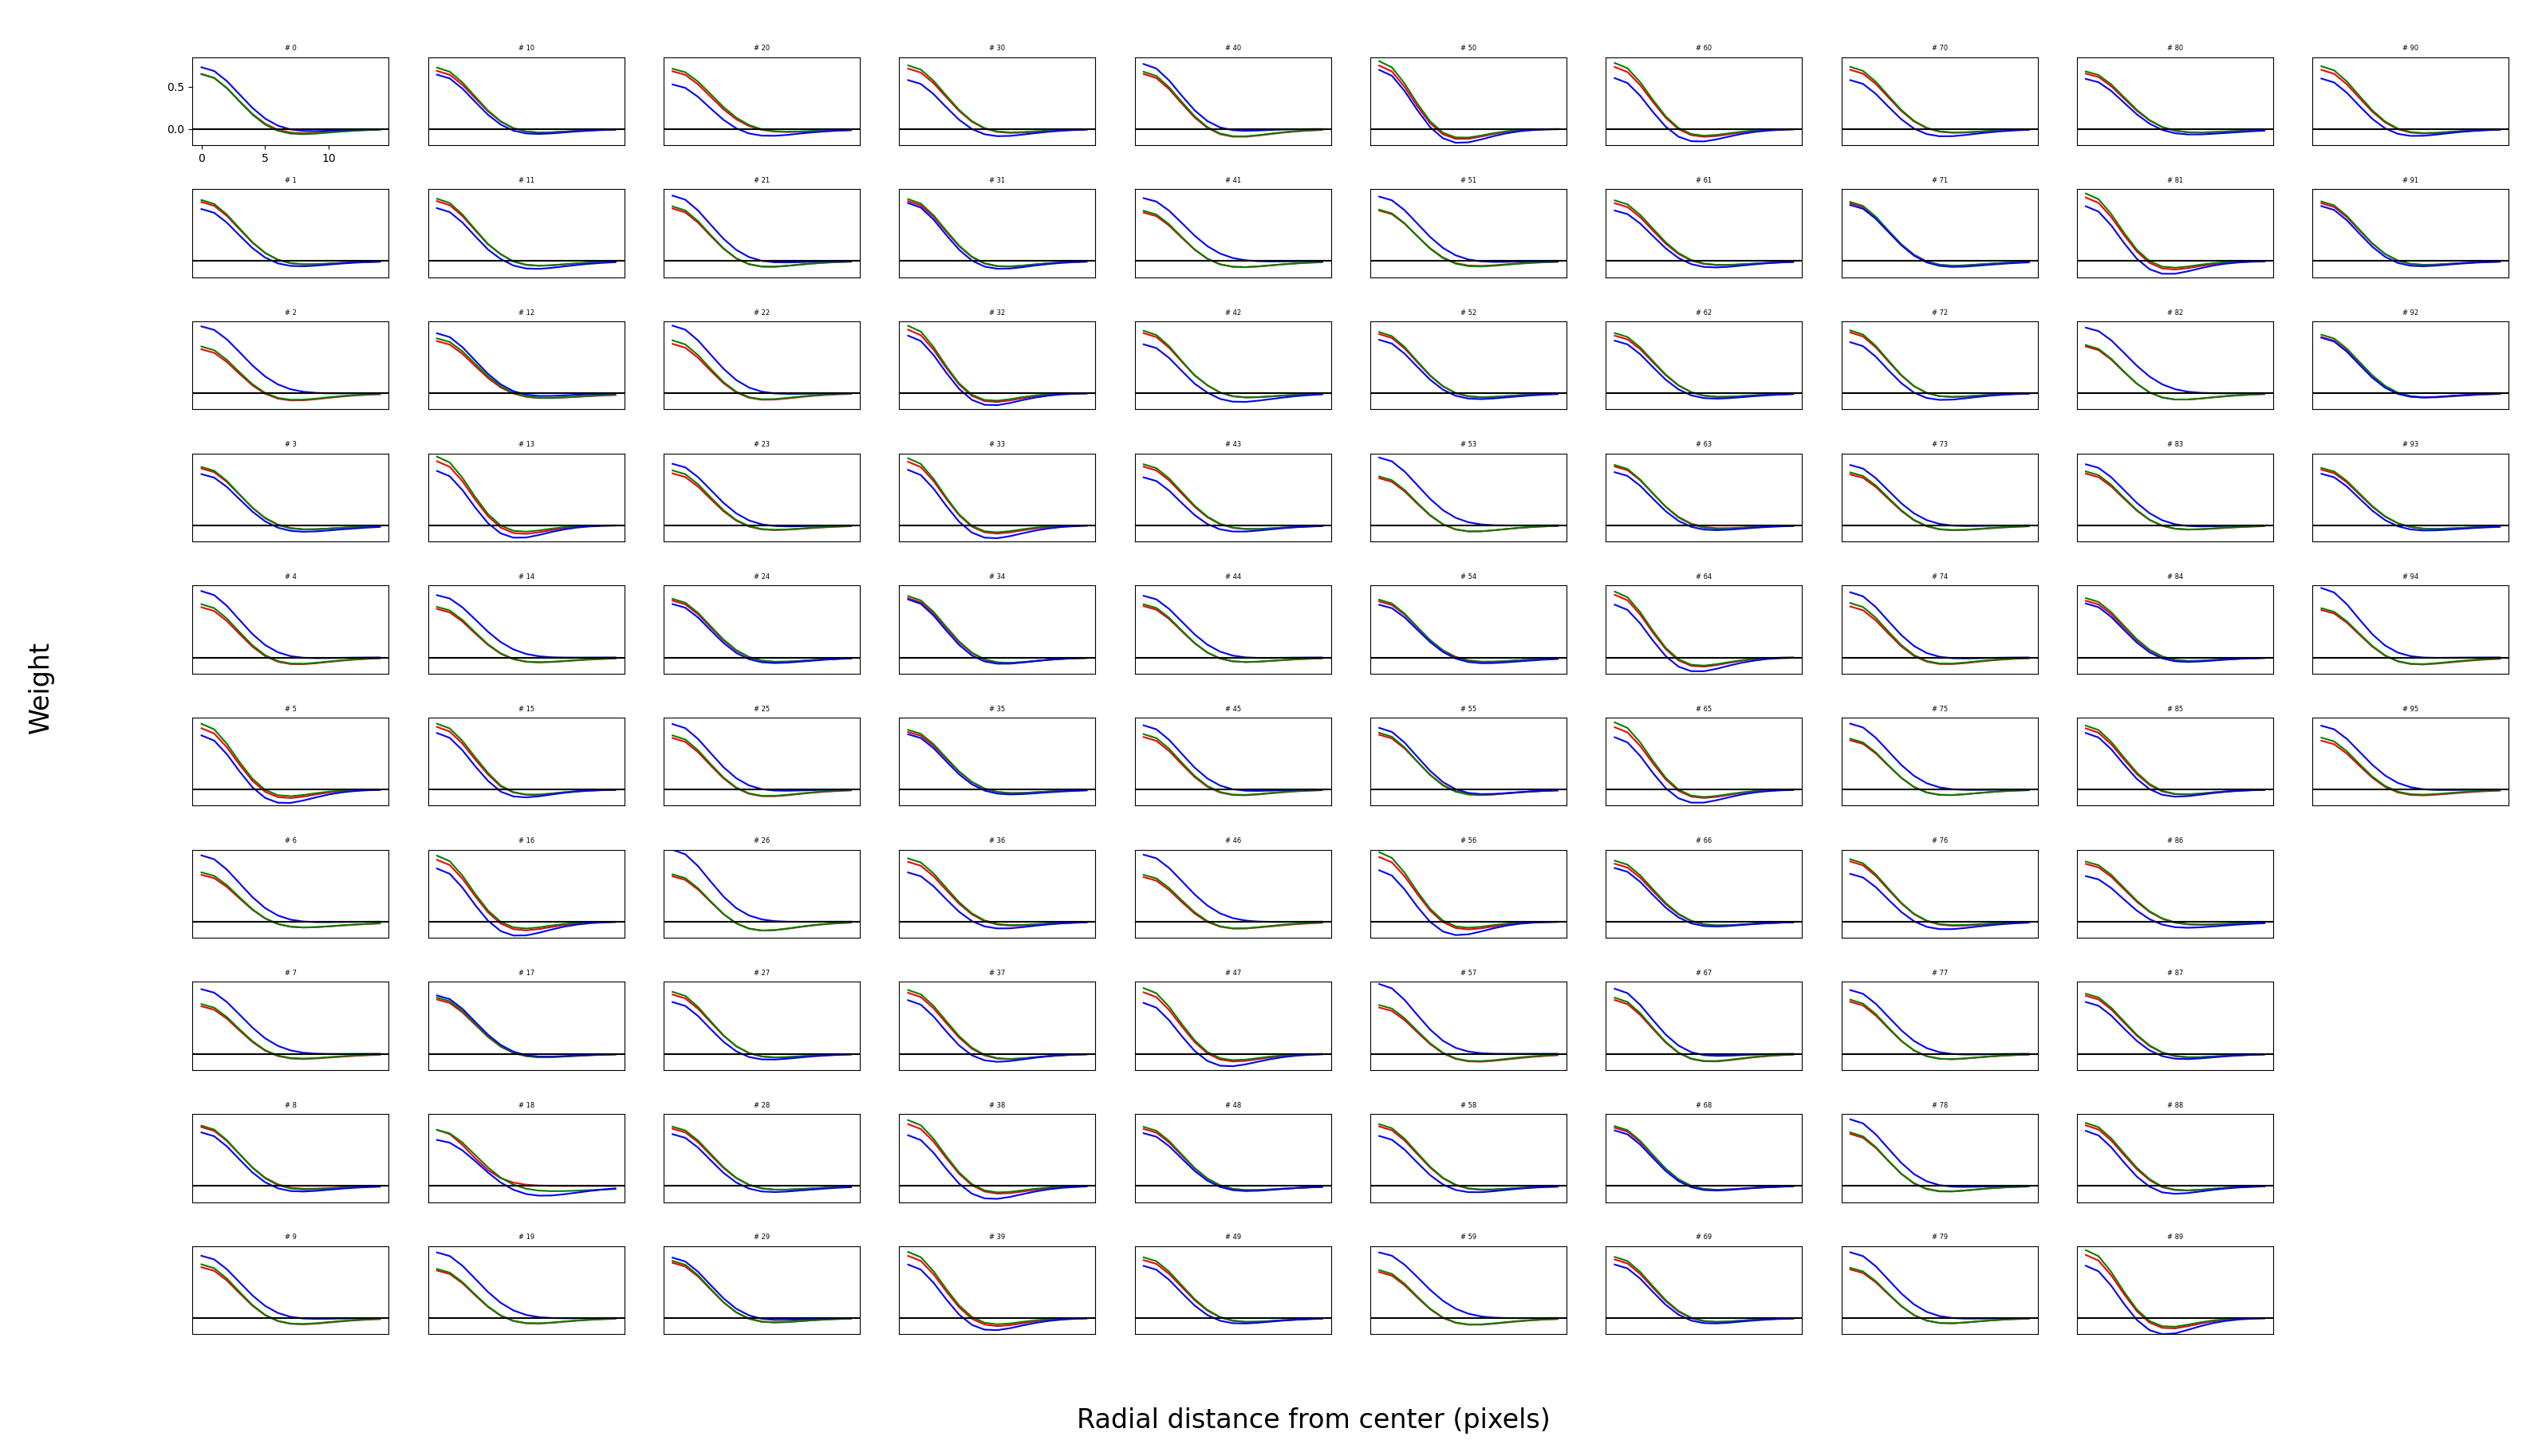 # 0 # 10 # 20 # 30 # 40 # 50 # 60 # 70 # 80 # 90
0.5
0.0
0 5 10
# 1 # 11 # 21 # 31 # 41 # 51 # 61 # 71 # 81 # 91
# 2 # 12 # 22 # 32 # 42 # 52 # 62 # 72 # 82 # 92
# 3 # 13 # 23 # 33 # 43 # 53 # 63 # 73 # 83 # 93
# 4 # 14 # 24 # 34 # 44 # 54 # 64 # 74 # 84 # 94
Weight
# 5 # 15 # 25 # 35 # 45 # 55 # 65 # 75 # 85 # 95
# 6 # 16 # 26 # 36 # 46 # 56 # 66 # 76 # 86
# 7 # 17 # 27 # 37 # 47 # 57 # 67 # 77 # 87
# 8 # 18 # 28 # 38 # 48 # 58 # 68 # 78 # 88
# 9 # 19 # 29 # 39 # 49 # 59 # 69 # 79 # 89
Radial distance from center (pixels)